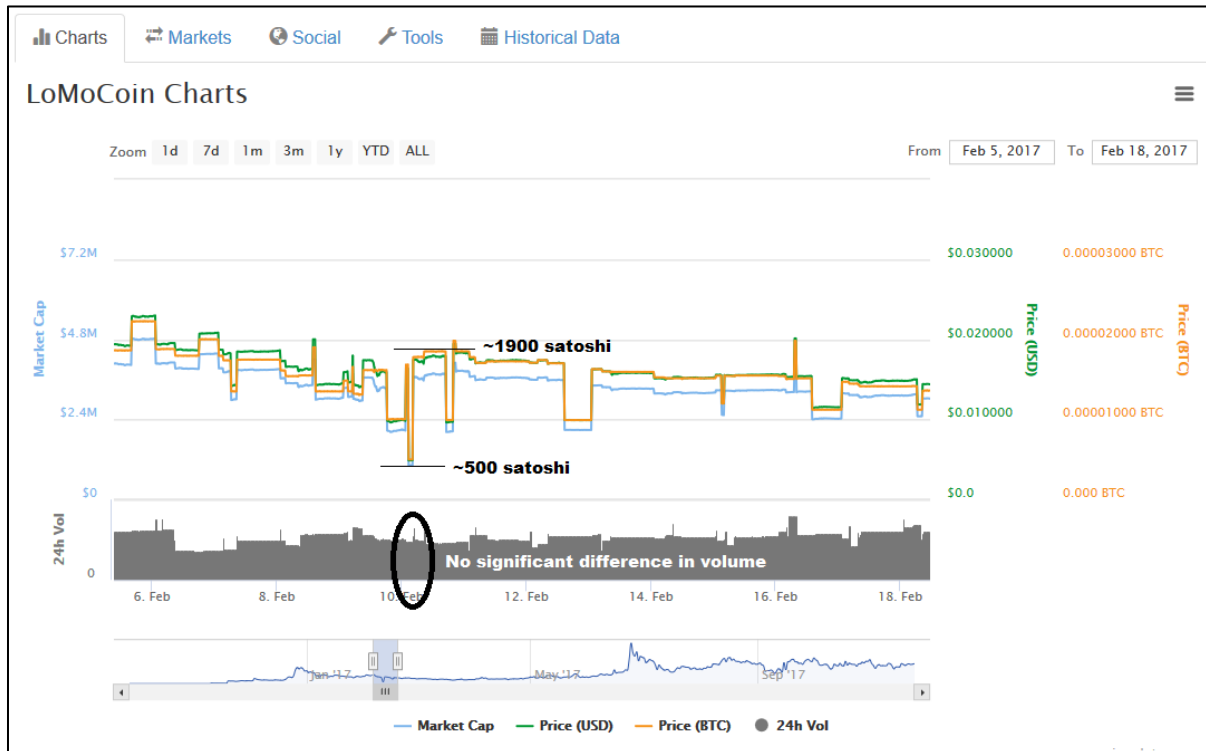 Charts Markets Social Tools Historical Data
LoMoCoin Charts
Zoom 1d 7d 1m 3m 1y YTD ALL From Feb 5, 2017 To Feb 18, 2017
$7.2M $0.030000 0.00003000 BTC
$4.8M $0.020000 0.00002000 BTC
~1900 satoshi
Market Cap
Price (USD)
Price (BTC)
$2.4M $0.010000 0.00001000 BTC
~500 satoshi
$0 $0.0 0.000 BTC
24h Vol
No significant difference in volume
0
6. Feb 8. Feb 10. Feb 12. Feb 14. Feb 16. Feb 18. Feb
Jan '17 May '17 Sep '17
Market Cap Price (USD) Price (BTC) 24h Vol